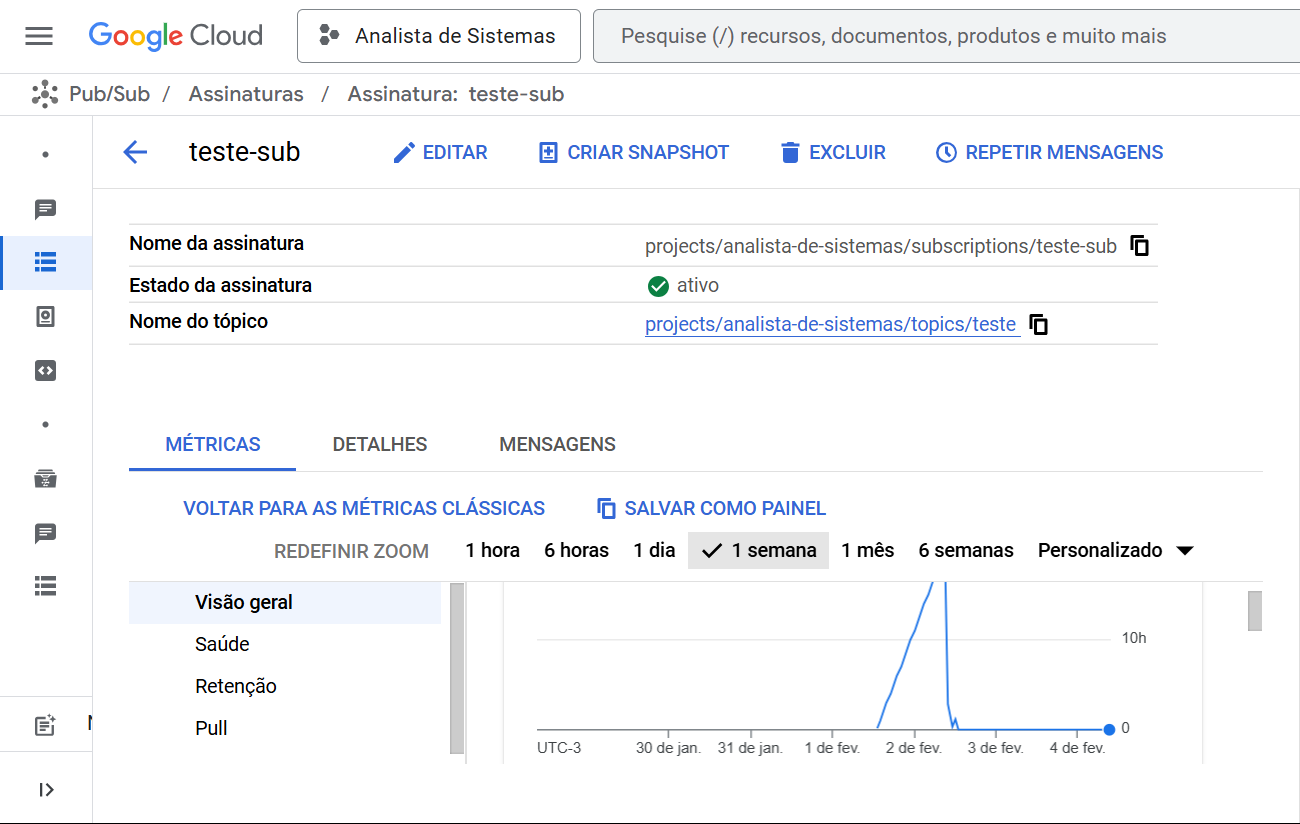 Google Cloud
Analista de Sistemas
Pesquise (/) recursos, documentos, produtos e muito mais
Pub/Sub / Assinaturas / Assinatura: teste-sub
teste-sub
EDITAR
CRIAR SNAPSHOT
EXCLUIR
REPETIR MENSAGENS
Nome da assinatura
projects/analista-de-sistemas/subscriptions/teste-sub
Estado da assinatura
ativo
Nome do tópico
projects/analista-de-sistemas/topics/teste
MÉTRICAS
DETALHES
MENSAGENS
VOLTAR PARA AS MÉTRICAS CLÁSSICAS
SALVAR COMO PAINEL
REDEFINIR ZOOM
1 hora
6 horas
1 dia
1 semana
1 mês
6 semanas
Personalizado
Visão geral
Saúde
Retenção
Pull
10h
0
UTC-3
30 de jan.
31 de jan.
1 de fev.
2 de fev.
3 de fev.
4 de fev.